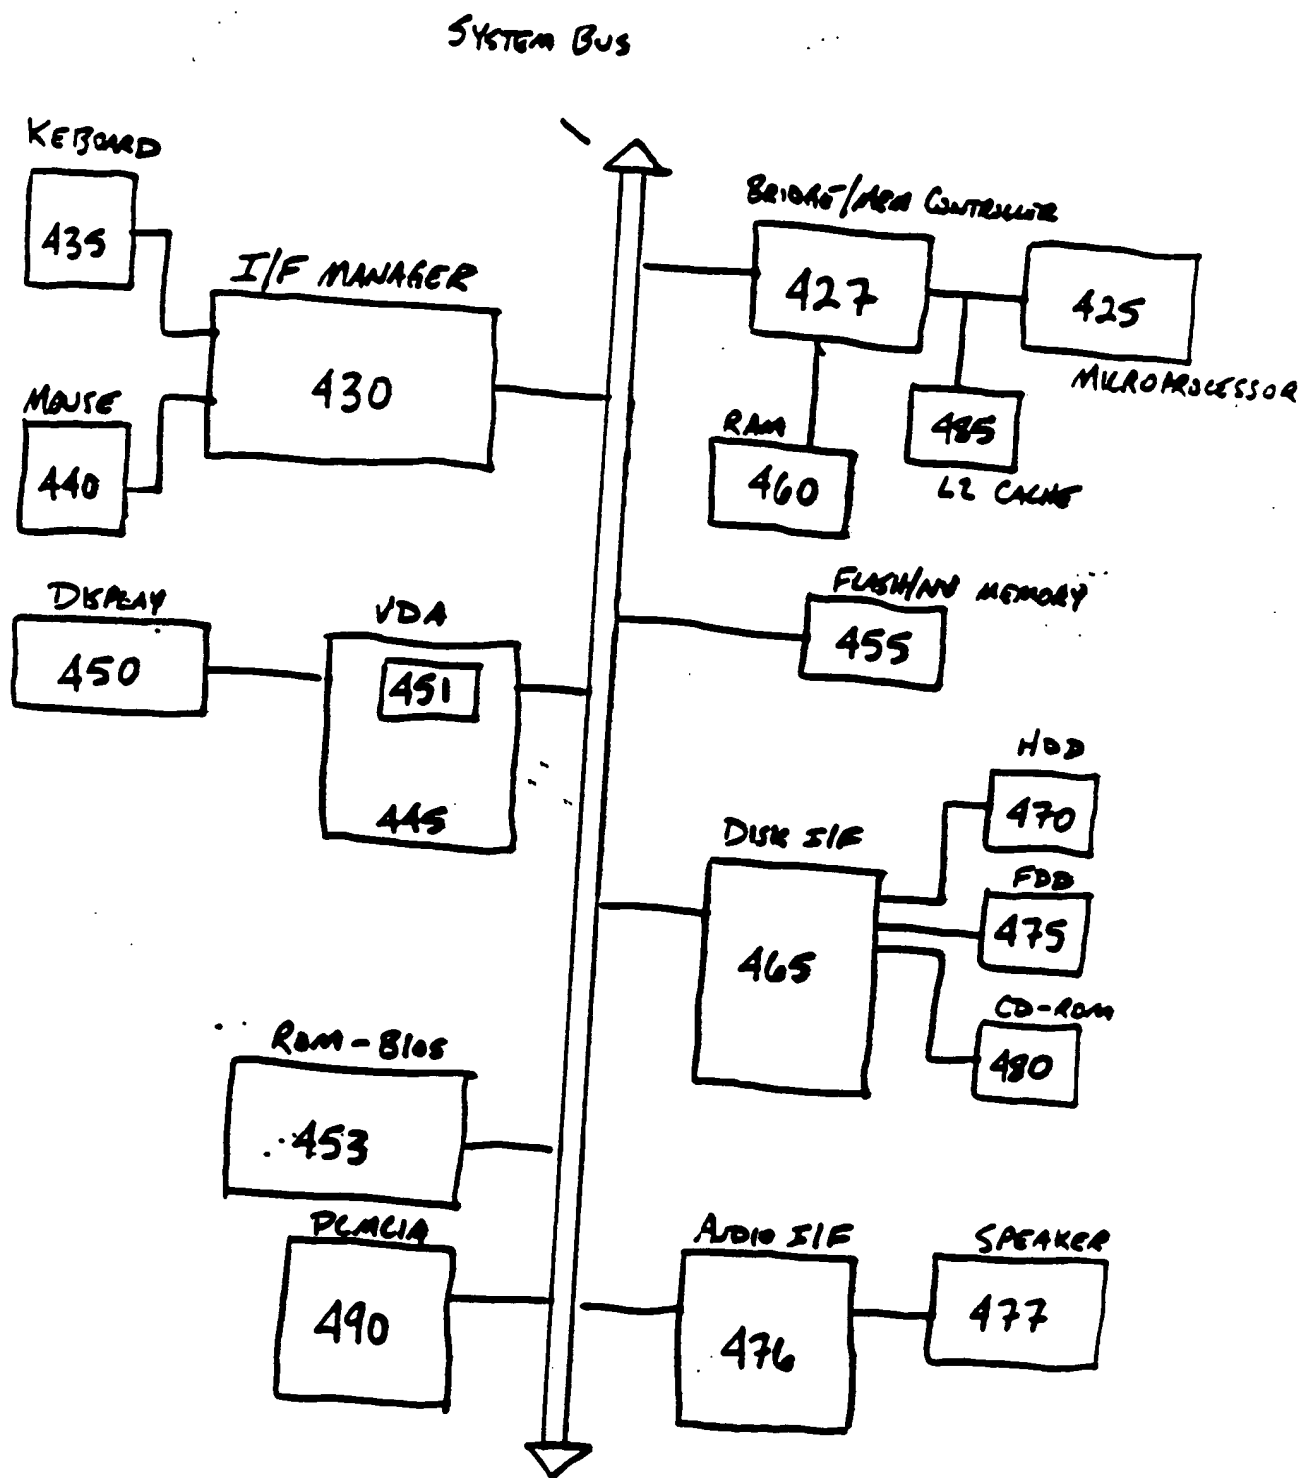 SYSTEM BUS
KEBOARD
435
I/F MANAGER
430
MOUSE
440
BRIDGE/MEM CONTROLLER
427
425
MICROPROCESSOR
RAM
460
485
L2 CACHE
DISPLAY
450
VDA
451
445
FLASH/NV MEMORY
455
HDD
470
DISK I/F
465
FDD
475
CD-ROM
480
ROM-BIOS
453
PCMCIA
490
AUDIO I/F
476
SPEAKER
477